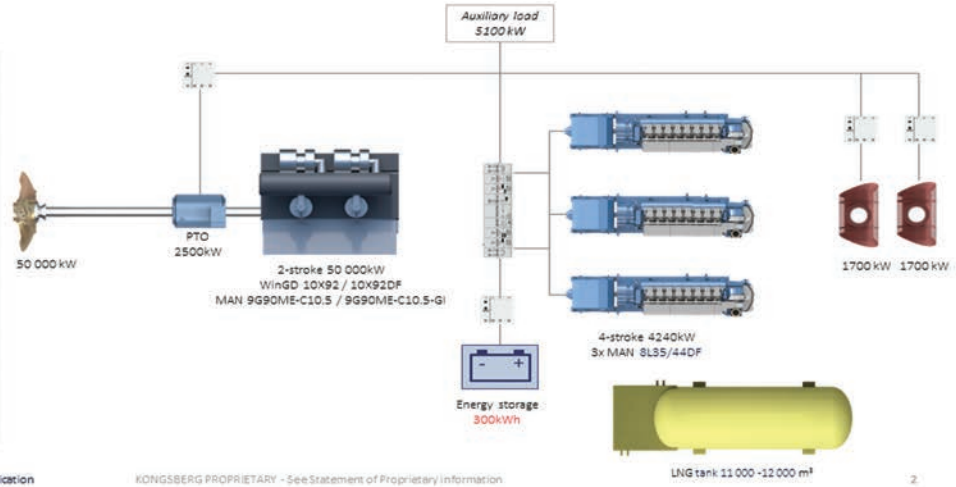 Auxiliary load
5100 kW
PTO
2500kW
50 000 kW
2-stroke 50 000kW
WinGD 10X92 / 10X92DF
MAN 9G90ME-C10.5 / 9G90ME-C10.5-GI
4-stroke 4240kW
3x MAN 8L35/44DF
1700 kW 1700 kW
- +
Energy storage
300kWh
LNG tank 11 000 -12 000 m³
ication
KONGSBERG PROPRIETARY - See Statement of Proprietary information
2